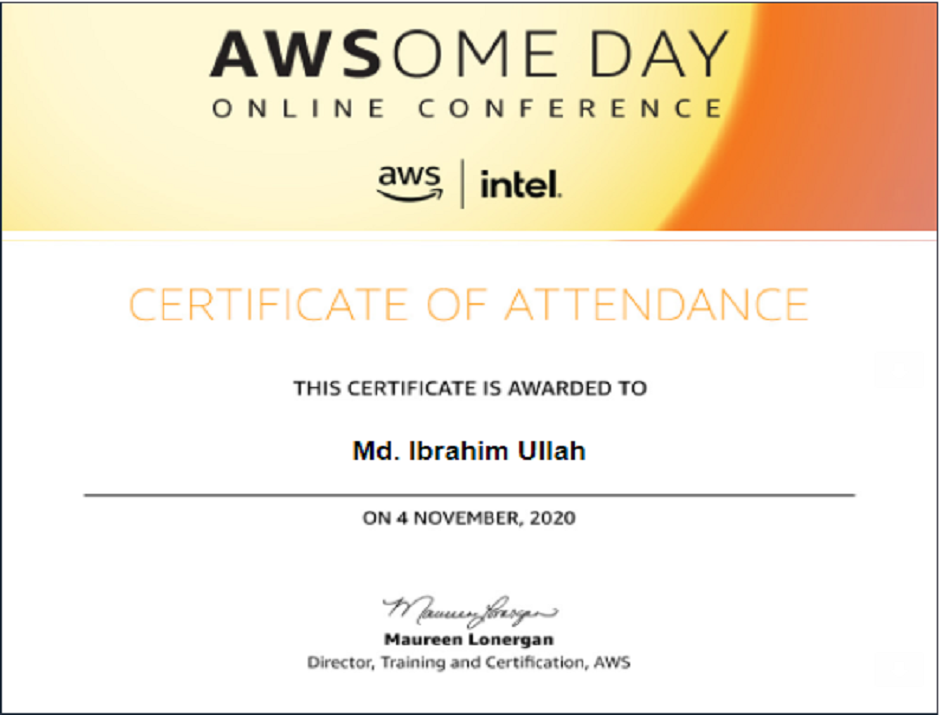 AWSOME DAY
ONLINE CONFERENCE
aws | intel.
CERTIFICATE OF ATTENDANCE
THIS CERTIFICATE IS AWARDED TO
Md. Ibrahim Ullah
ON 4 NOVEMBER, 2020
Maureen Lonergan
Maureen Lonergan
Director, Training and Certification, AWS